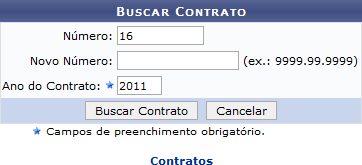 Buscar Contrato
Número: 16
Novo Número: (ex.: 9999.99.9999)
Ano do Contrato: 2011
Buscar Contrato Cancelar
Campos de preenchimento obrigatório.
Contratos